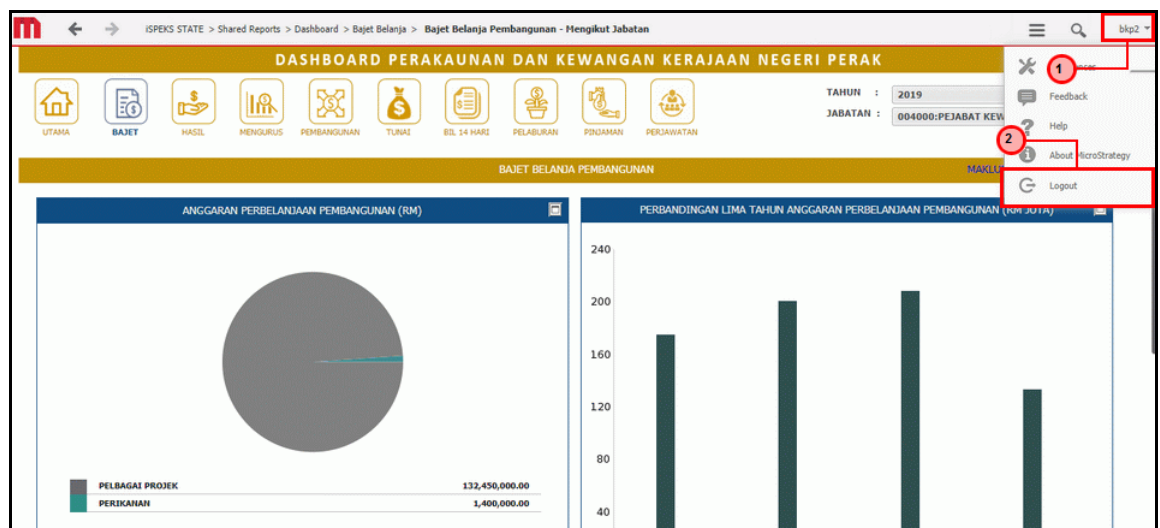 iSPEKS STATE > Shared Reports > Dashboard > Bajet Belanja > Bajet Belanja Pembangunan - Mengikut Jabatan
bkp2
DASHBOARD PERAKAUNAN DAN KEWANGAN KERAJAAN NEGERI PERAK
1
Feedback
Help
2
About MicroStrategy
Logout
UTAMA
BAJET
HASIL
MENGURUS
PEMBANGUNAN
TUNAI
BIL 14 HARI
PELABURAN
PINJAMAN
PERJAWATAN
TAHUN : 2019
JABATAN : 004000:PEJABAT
BAJET BELANJA PEMBANGUNAN
ANGGARAN PERBELANJAAN PEMBANGUNAN (RM)
PELBAGAI PROJEK 132,450,000.00
PERIKANAN 1,400,000.00
PERBANDINGAN LIMA TAHUN ANGGARAN PERBELANJAAN PEMBANGUNAN (RM JUTA)
240
200
160
120
80
40